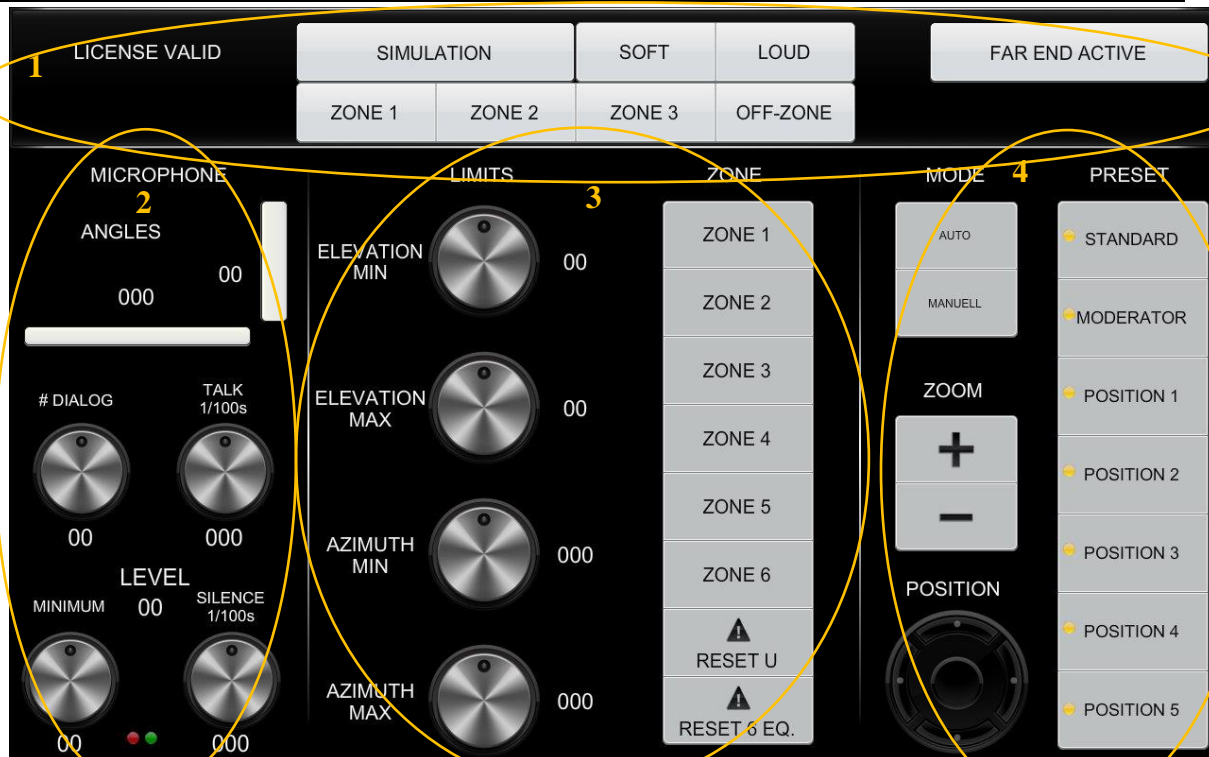 LICENSE VALID
SIMULATION
SOFT
LOUD
FAR END ACTIVE
1
ZONE 1
ZONE 2
ZONE 3
OFF-ZONE
MICROPHONE
2
ANGLES
00
000
# DIALOG
TALK
1/100s
00
000
LEVEL
MINIMUM
00
SILENCE
1/100s
00
000
LIMITS
3
ELEVATION
MIN
00
ELEVATION
MAX
00
AZIMUTH
MIN
000
AZIMUTH
MAX
000
ZONE
ZONE 1
ZONE 2
ZONE 3
ZONE 4
ZONE 5
ZONE 6
RESET U
RESET 6 EQ.
MODE
4
AUTO
MANUELL
ZOOM
+
−
POSITION
PRESET
STANDARD
MODERATOR
POSITION 1
POSITION 2
POSITION 3
POSITION 4
POSITION 5